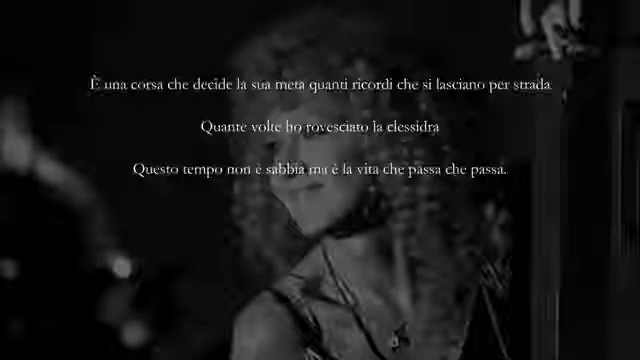 È una corsa che decide la sua meta quanti ricordi che si lasciano per strada
Quante volte ho rovesciato la clessidra
Questo tempo non è sabbia ma è la vita che passa che passa.